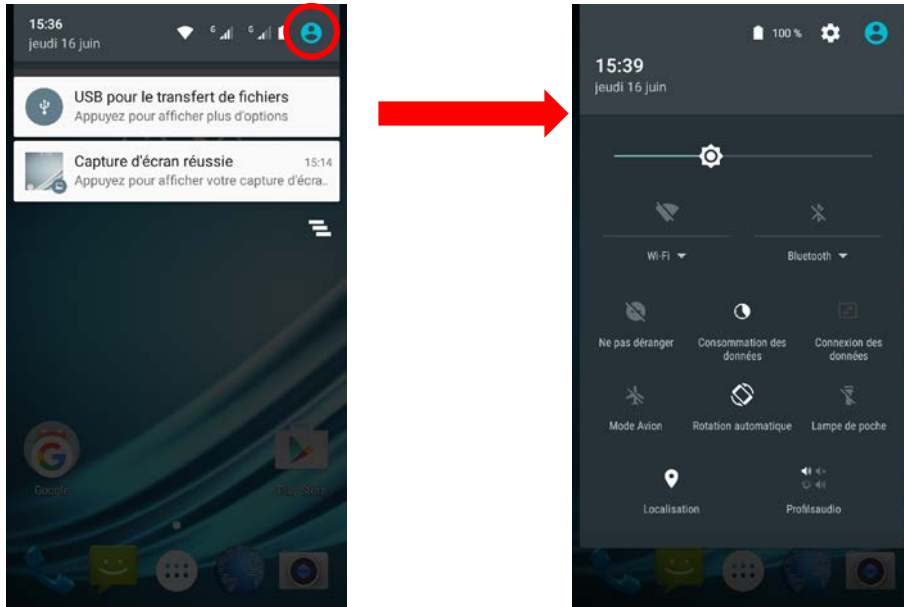 15:36
jeudi 16 juin
G G
USB pour le transfert de fichiers
Appuyez pour afficher plus d'options
Capture d'écran réussie 15:14
Appuyez pour afficher votre capture d'écra..
Google Play Store
100 %
15:39
jeudi 16 juin
Wi-Fi Bluetooth
Ne pas déranger Consommation des Connexion des
données données
Mode Avion Rotation automatique Lampe de poche
Localisation Profilsaudio